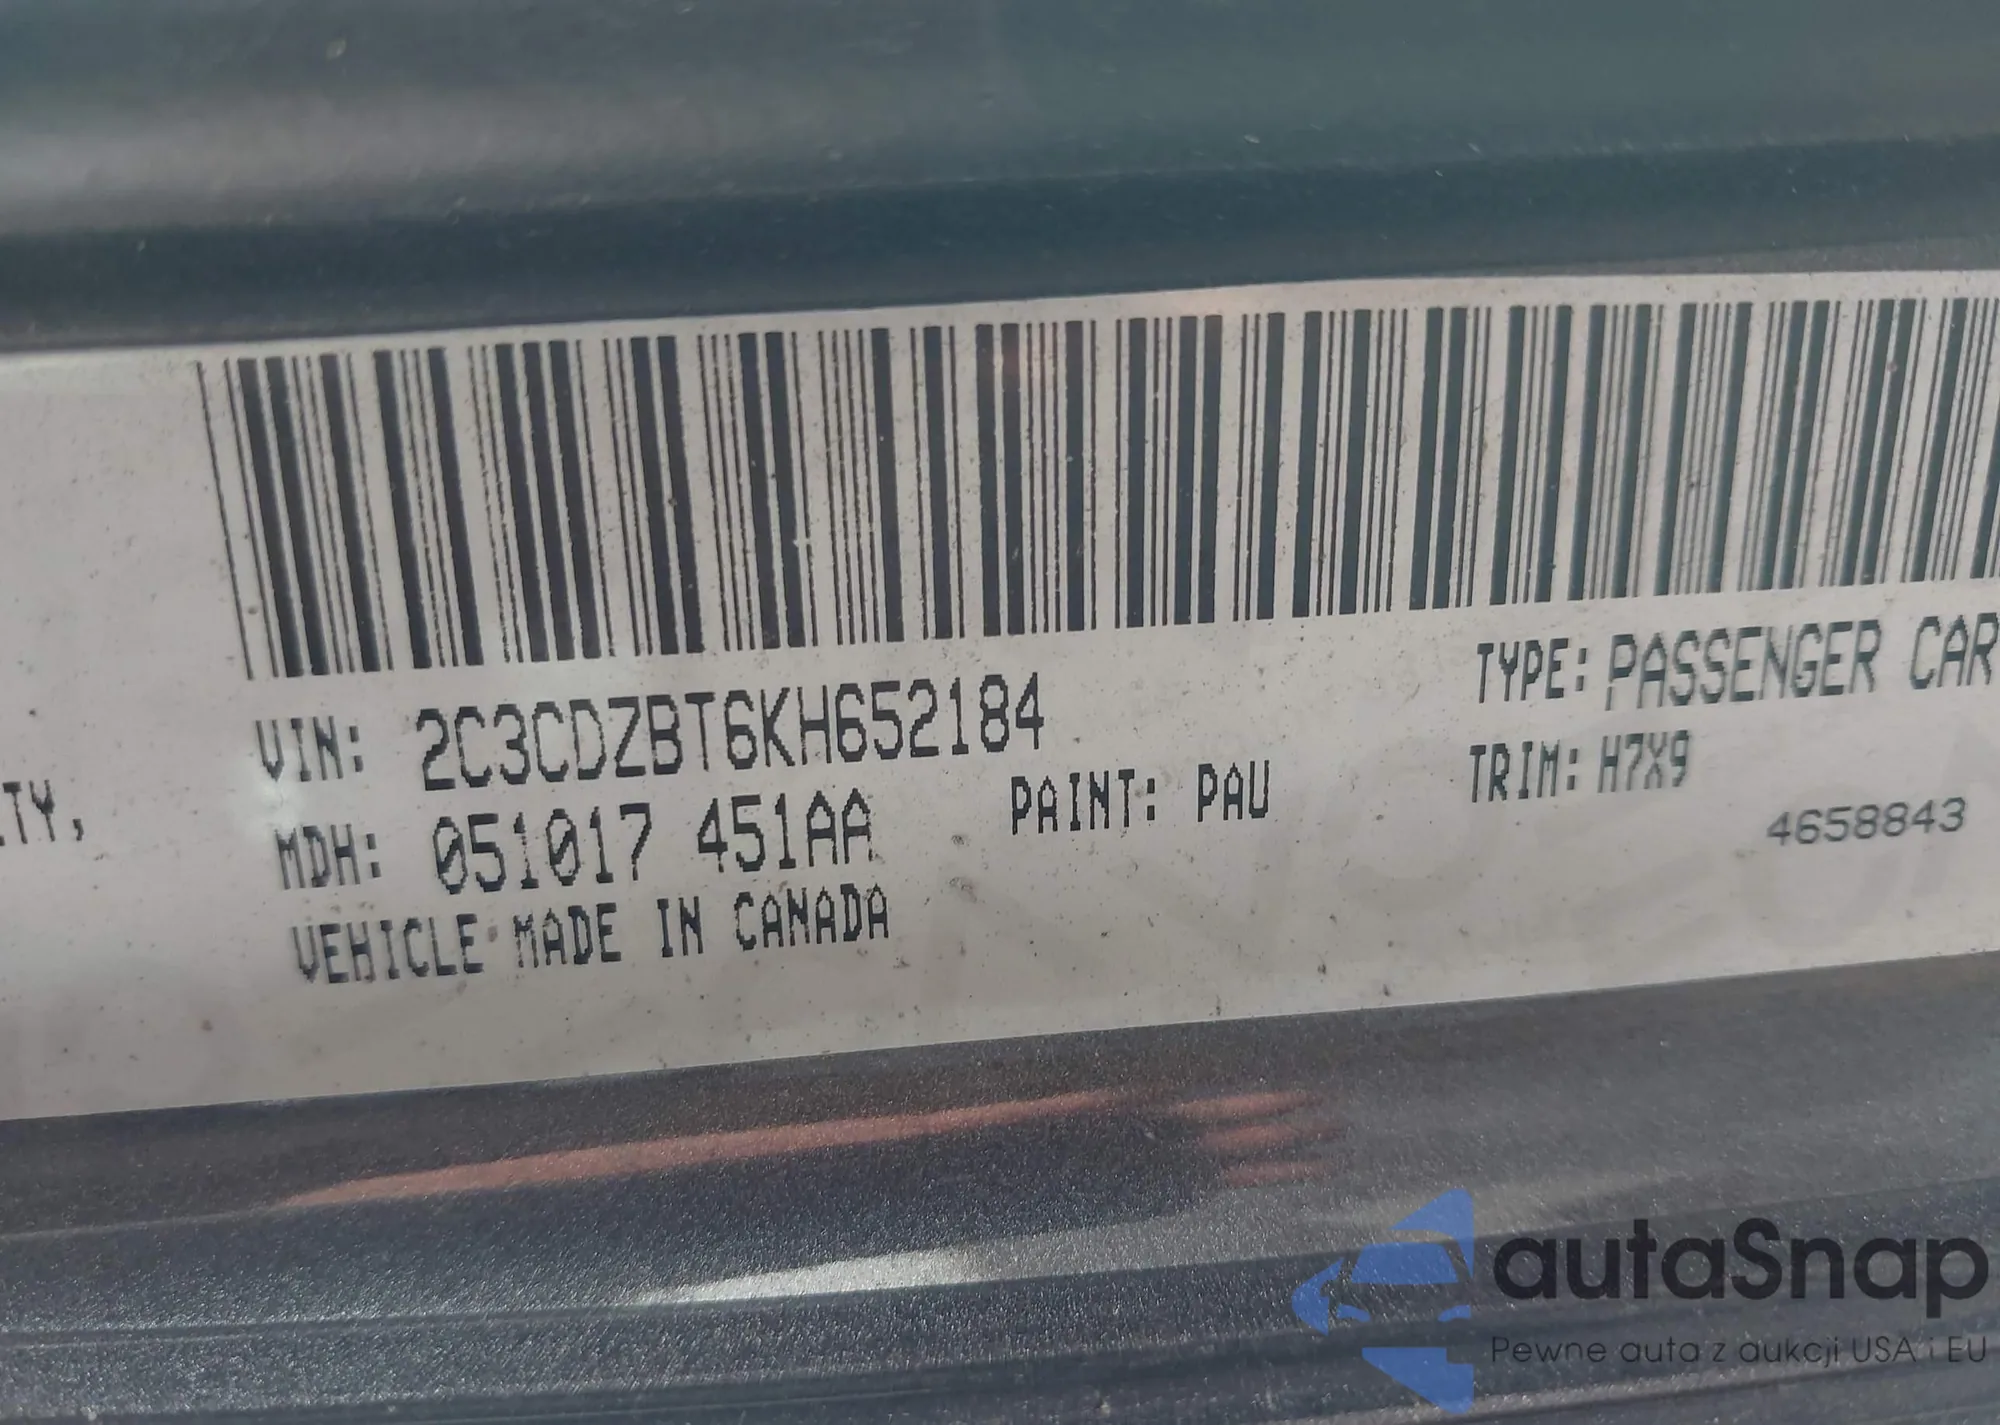 TY,
VIN: 2C3CDZBT6KH652184
TYPE: PASSENGER CAR
MDH: 051017 451AA
PAINT: PAU
TRIM: H7X9
4658843
VEHICLE MADE IN CANADA
autaSnap
Pewne auta z aukcji USA i EU